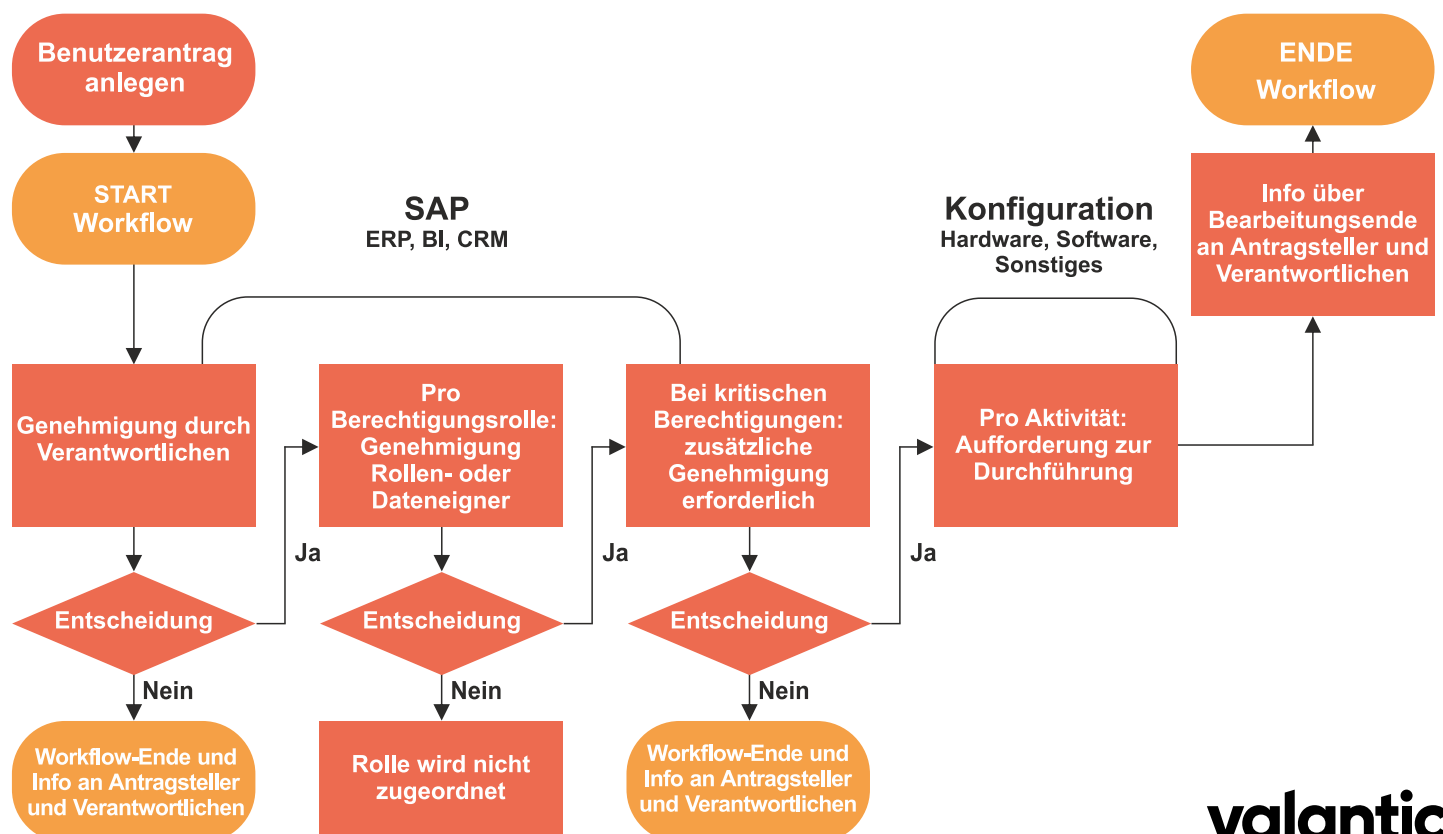 Benutzerantrag
anlegen
START
Workflow
SAP
ERP, BI, CRM
Konfiguration
Hardware, Software,
Sonstiges
ENDE
Workflow
Info über
Bearbeitungsende
an Antragsteller und
Verantwortlichen
Genehmigung durch
Verantwortlichen
Pro
Berechtigungsrolle:
Genehmigung
Rollen- oder
Dateneigner
Bei kritischen
Berechtigungen:
zusätzliche
Genehmigung
erforderlich
Pro Aktivität:
Aufforderung zur
Durchführung
Ja
Ja
Ja
Entscheidung
Entscheidung
Entscheidung
Nein
Nein
Nein
Workflow-Ende und
Info an Antragsteller
und Verantwortlichen
Rolle wird nicht
zugeordnet
Workflow-Ende und
Info an Antragsteller
und Verantwortlichen
valantic